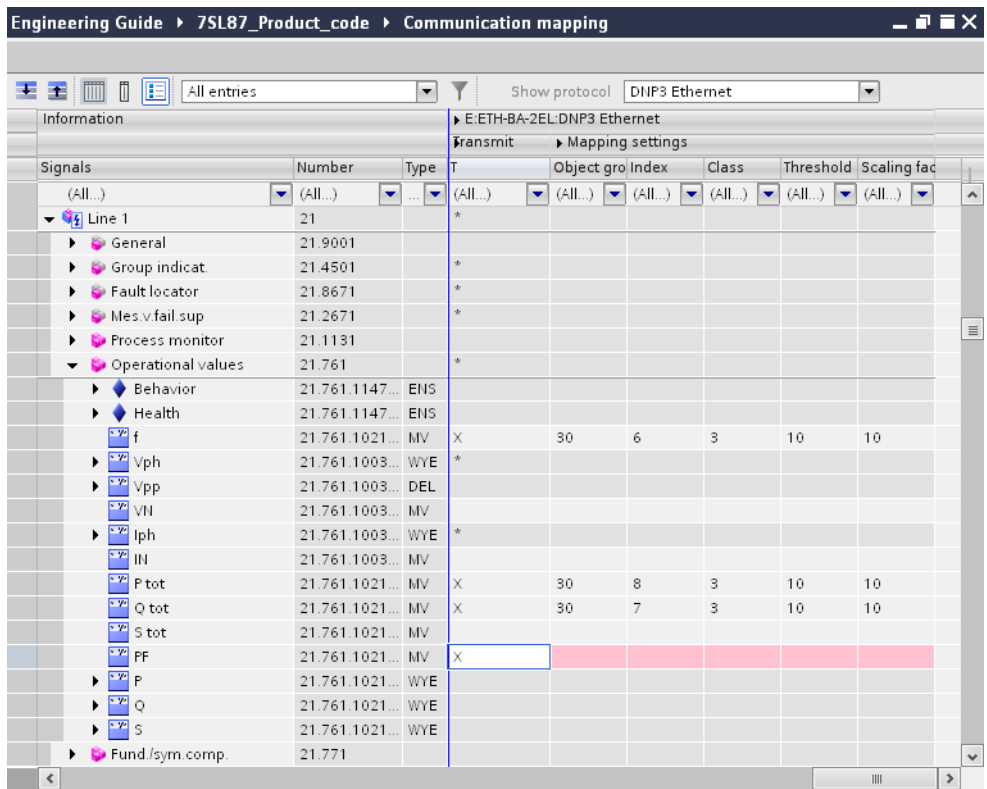 Engineering Guide ▸ 7SL87_Product_code ▸ Communication mapping
All entries Show protocol DNP3 Ethernet
Information E:ETH-BA-2EL:DNP3 Ethernet
Transmit Mapping settings
Signals Number Type T Object gro Index Class Threshold Scaling fac
(All...) (All...) ... (All...) (All...) (All...) (All...) (All...) (All...)
Line 1 21 *
General 21.9001
Group indicat. 21.4501 *
Fault locator 21.8671 *
Mes.v.fail.sup 21.2671 *
Process monitor 21.1131
Operational values 21.761 *
Behavior 21.761.1147... ENS
Health 21.761.1147... ENS
f 21.761.1021... MV X 30 6 3 10 10
Vph 21.761.1003... WYE *
Vpp 21.761.1003... DEL
VN 21.761.1003... MV
Iph 21.761.1003... WYE *
IN 21.761.1003... MV
P tot 21.761.1021... MV X 30 8 3 10 10
Q tot 21.761.1021... MV X 30 7 3 10 10
S tot 21.761.1021... MV
PF 21.761.1021... MV X
P 21.761.1021... WYE
Q 21.761.1021... WYE
S 21.761.1021... WYE
Fund./sym.comp. 21.771